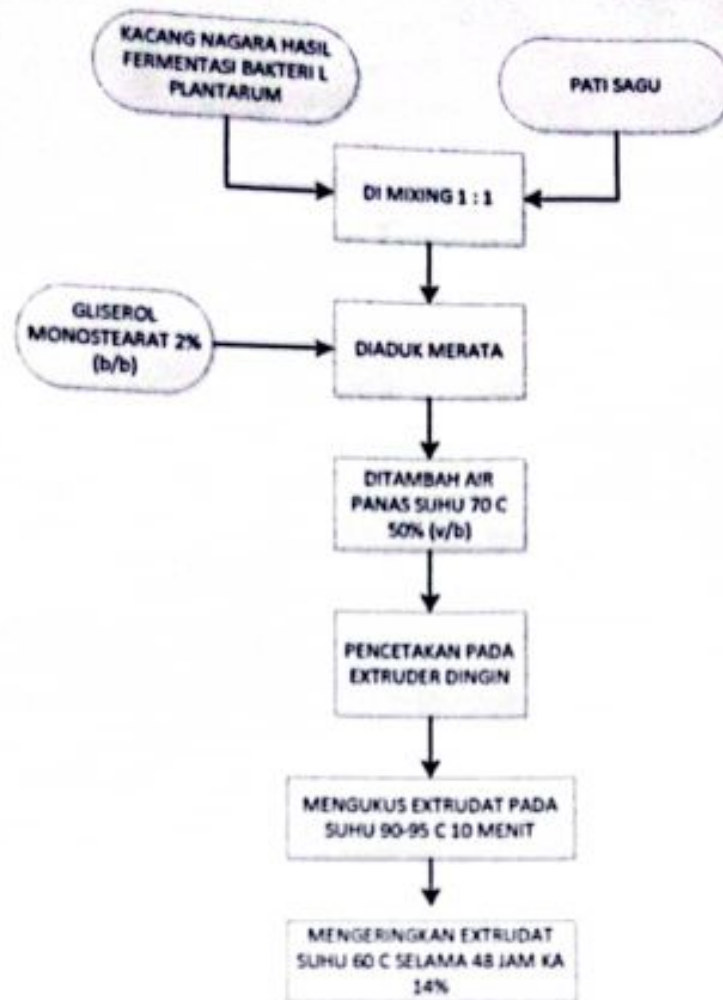 KACANG NAGARA HASIL
FERMENTASI BAKTERI L
PLANTARUM
PATI SAGU
DI MIXING 1 : 1
GLISEROL
MONOSTEARAT 2%
(b/b)
DIADUK MERATA
DITAMBAH AIR
PANAS SUHU 70 C
50% (v/b)
PENCETAKAN PADA
EXTRUDER DINGIN
MENGUKUS EXTRUDAT PADA
SUHU 90-95 C 10 MENIT
MENGERINGKAN EXTRUDAT
SUHU 60 C SELAMA 48 JAM KA
14%